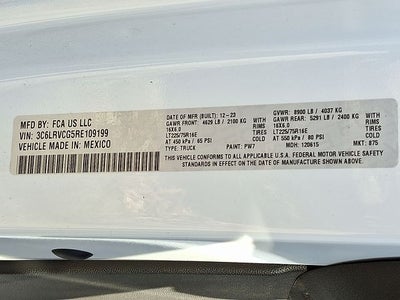 MFD BY: FCA US LLC
VIN: 3C6LRVCG5RE109199
VEHICLE MADE IN: MEXICO
DATE OF MFR (BUILT): 12-23
GVWR: 8900 LB / 4037 KG
GAWR FRONT: 4629 LB / 2100 KG
GAWR REAR: 5291 LB / 2400 KG
16X6.0
16X6.0
LT225/75R16E TIRES
LT225/75R16E TIRES
AT 450 kPa / 65 PSI COLD
AT 550 kPa / 80 PSI COLD
TYPE: TRUCK PAINT: PW7 MDH: 120615 MKT: 875
THIS VEHICLE CONFORMS TO ALL APPLICABLE U.S.A. FEDERAL MOTOR VEHICLE SAFETY
STANDARDS IN EFFECT ON THE DATE OF MANUFACTURE SHOWN ABOVE.